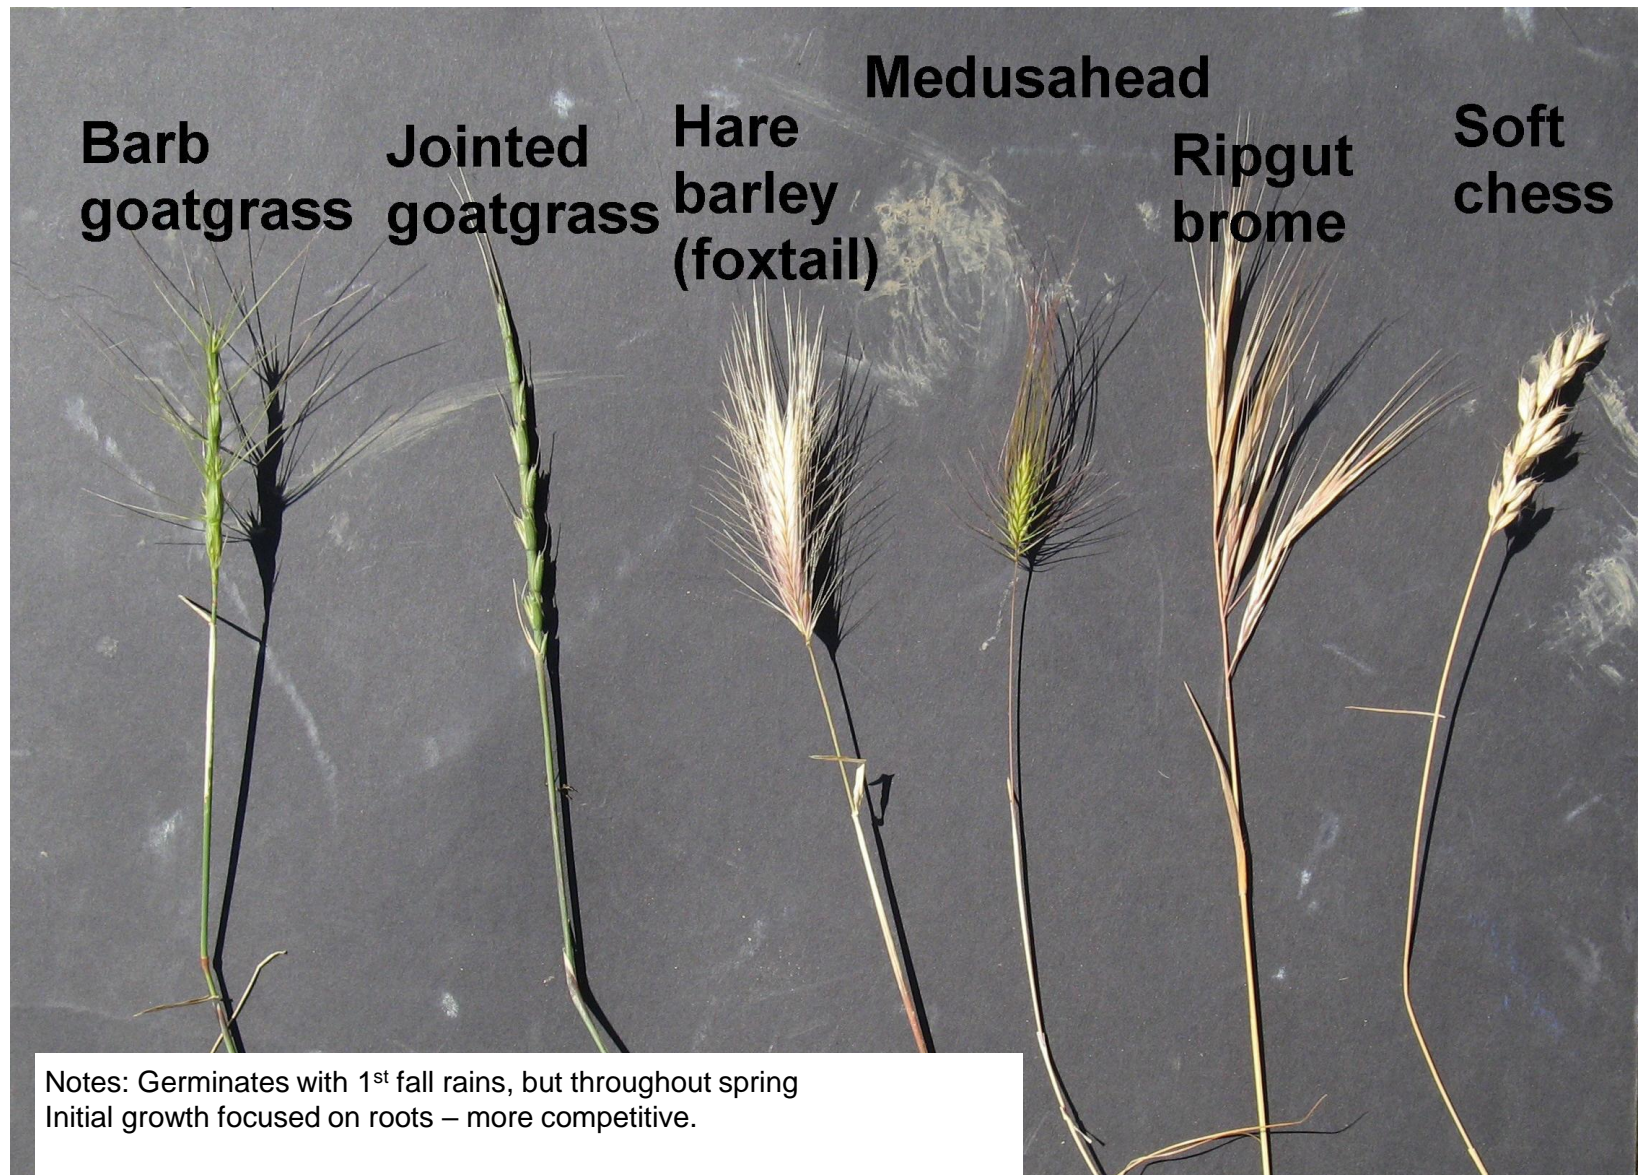 Barb
goatgrass
Jointed
goatgrass
Hare
barley
(foxtail)
Medusahead
Ripgut
brome
Soft
chess
Notes: Germinates with 1st fall rains, but throughout spring
Initial growth focused on roots – more competitive.